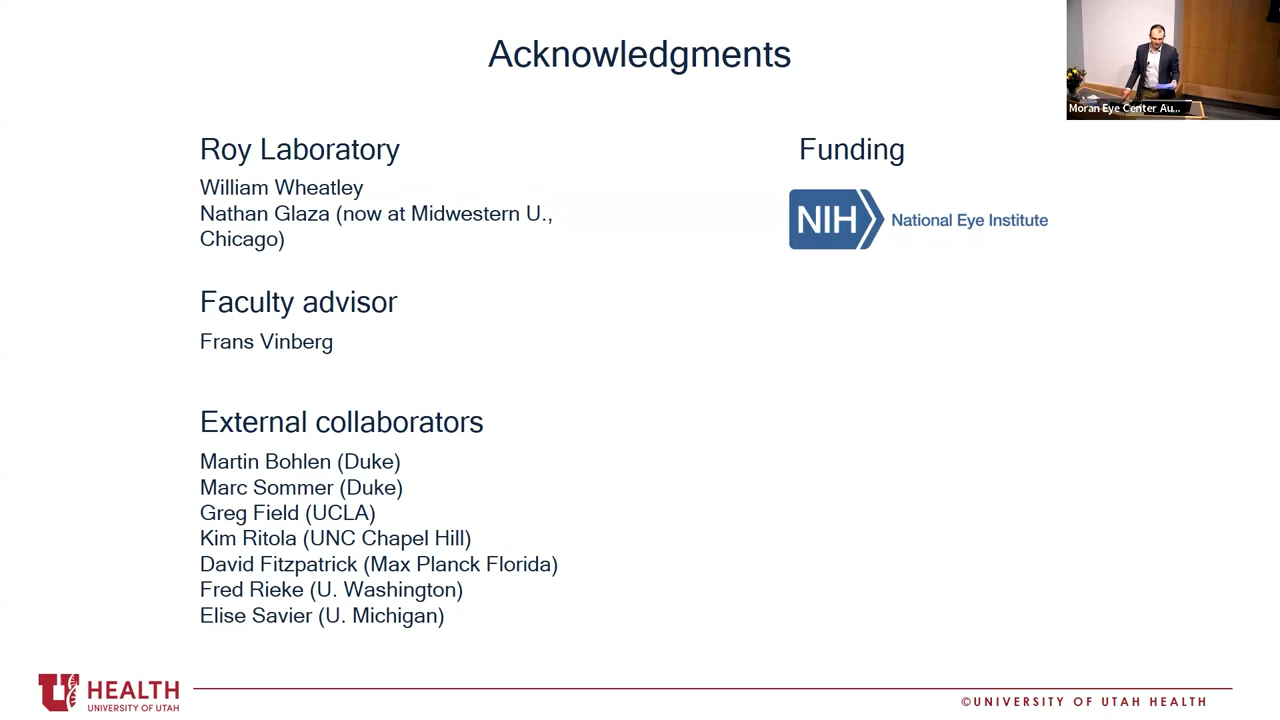 Acknowledgments
Moran Eye Center Au...
Roy Laboratory
William Wheatley
Nathan Glaza (now at Midwestern U.,
Chicago)
Faculty advisor
Frans Vinberg
External collaborators
Martin Bohlen (Duke)
Marc Sommer (Duke)
Greg Field (UCLA)
Kim Ritola (UNC Chapel Hill)
David Fitzpatrick (Max Planck Florida)
Fred Rieke (U. Washington)
Elise Savier (U. Michigan)
Funding
NIH National Eye Institute
U HEALTH
UNIVERSITY OF UTAH
©UNIVERSITY OF UTAH HEALTH